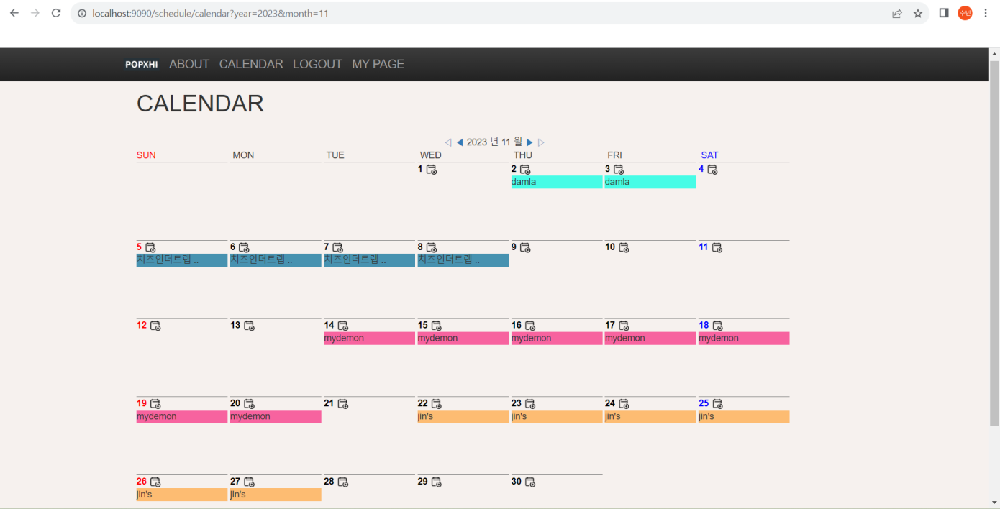 localhost:9090/schedule/calendar?year=2023&month=11
수빈
POPXHI ABOUT CALENDAR LOGOUT MY PAGE
CALENDAR
2023 년 11 월
SUN MON TUE WED THU FRI SAT
1 2 3 4
damla damla
5 6 7 8 9 10 11
치즈인더트랩 .. 치즈인더트랩 .. 치즈인더트랩 .. 치즈인더트랩 ..
12 13 14 15 16 17 18
mydemon mydemon mydemon mydemon mydemon
19 20 21 22 23 24 25
mydemon mydemon jin's jin's jin's jin's
26 27 28 29 30
jin's jin's